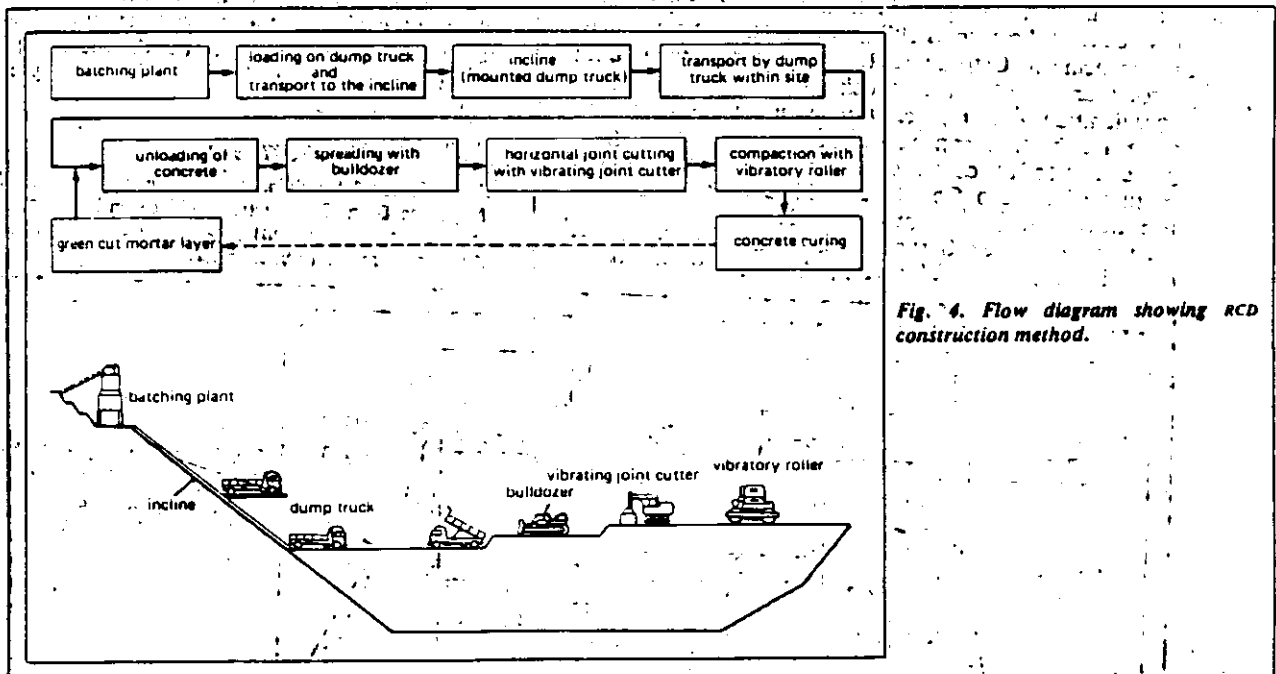 batching plant
loading on dump truck
and
transport to the incline
incline
(mounted dump truck)
transport by dump
truck within site
unloading of
concrete
spreading with
bulldozer
horizontal joint cutting
with vibrating joint cutter
compaction with
vibratory roller
green cut mortar layer
concrete curing
Fig. 4. Flow diagram showing RCD
construction method.
batching plant
incline
dump truck
bulldozer
vibrating joint cutter
vibratory roller